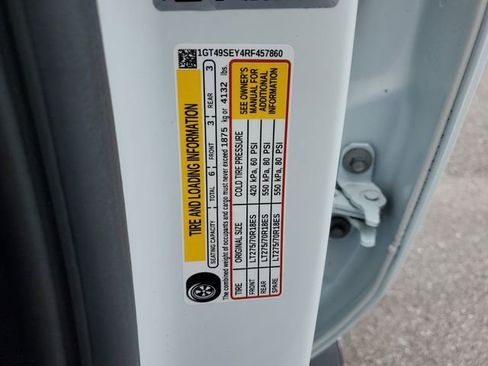 1GT49SEY4RF457860
TIRE AND LOADING INFORMATION
SEATING CAPACITY TOTAL 6 FRONT 3 REAR 3
The combined weight of occupants and cargo must never exceed 1875 kg or 4132 lbs.
TIRE ORIGINAL SIZE COLD TIRE PRESSURE
FRONT LT275/70R18ES 420 kPa, 60 PSI
REAR LT275/70R18ES 550 kPa, 80 PSI
SPARE LT275/70R18ES 550 kPa, 80 PSI
SEE OWNER'S
MANUAL FOR
ADDITIONAL
INFORMATION